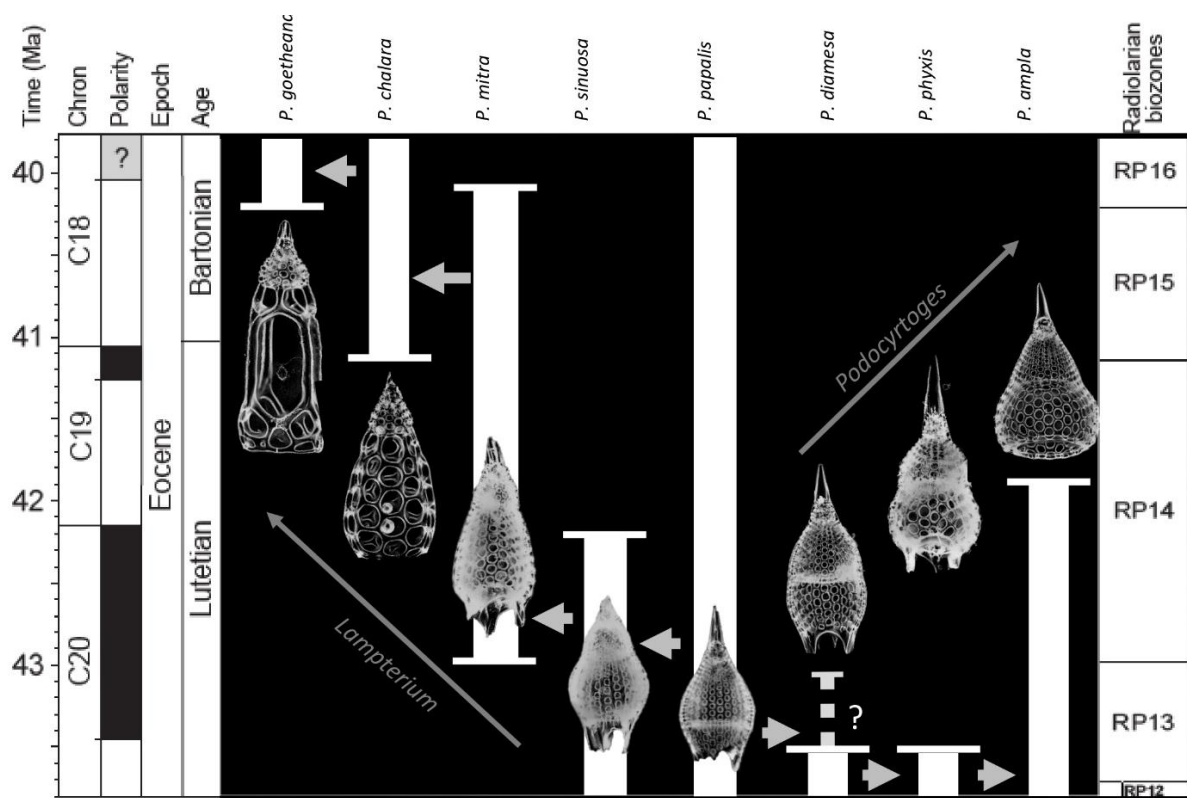 Time (Ma)
Chron
Polarity
Epoch
Age
P. goetheanc
P. chalara
P. mitra
P. sinuosa
P. papalis
P. diamesa
P. phyxis
P. ampla
Radiolarian
biozones
40
41
42
43
C18
C19
C20
?
Eocene
Bartonian
Lutetian
Lampterium
Podocyrtoges
?
RP16
RP15
RP14
RP13
RP12